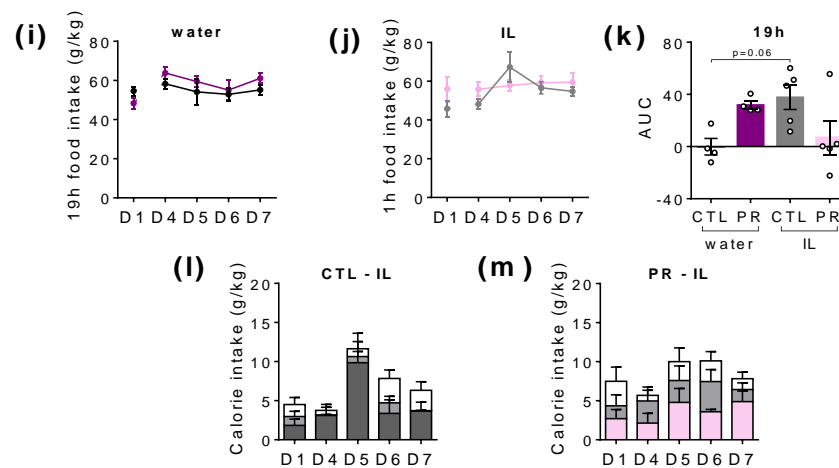 (i)
water
19h food intake (g/kg)
80
60
40
20
0
D1 D4 D5 D6 D7
(j)
IL
1h food intake (g/kg)
80
60
40
20
0
D1 D4 D5 D6 D7
(k)
19h
p=0.06
AUC
80
40
0
-40
CTL PR CTL PR
water IL
(l)
CTL - IL
Calorie intake (g/kg)
20
15
10
5
0
D1 D4 D5 D6 D7
(m)
PR - IL
Calorie intake (g/kg)
20
15
10
5
0
D1 D4 D5 D6 D7